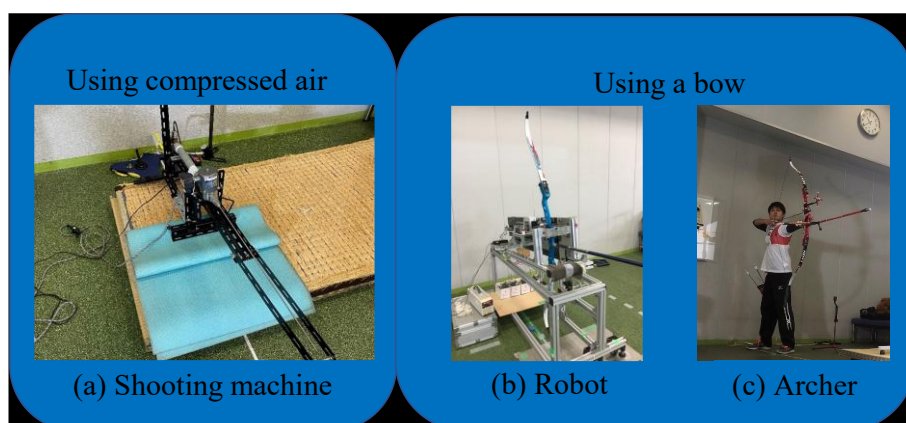 Using compressed air
(a) Shooting machine
Using a bow
(b) Robot
(c) Archer